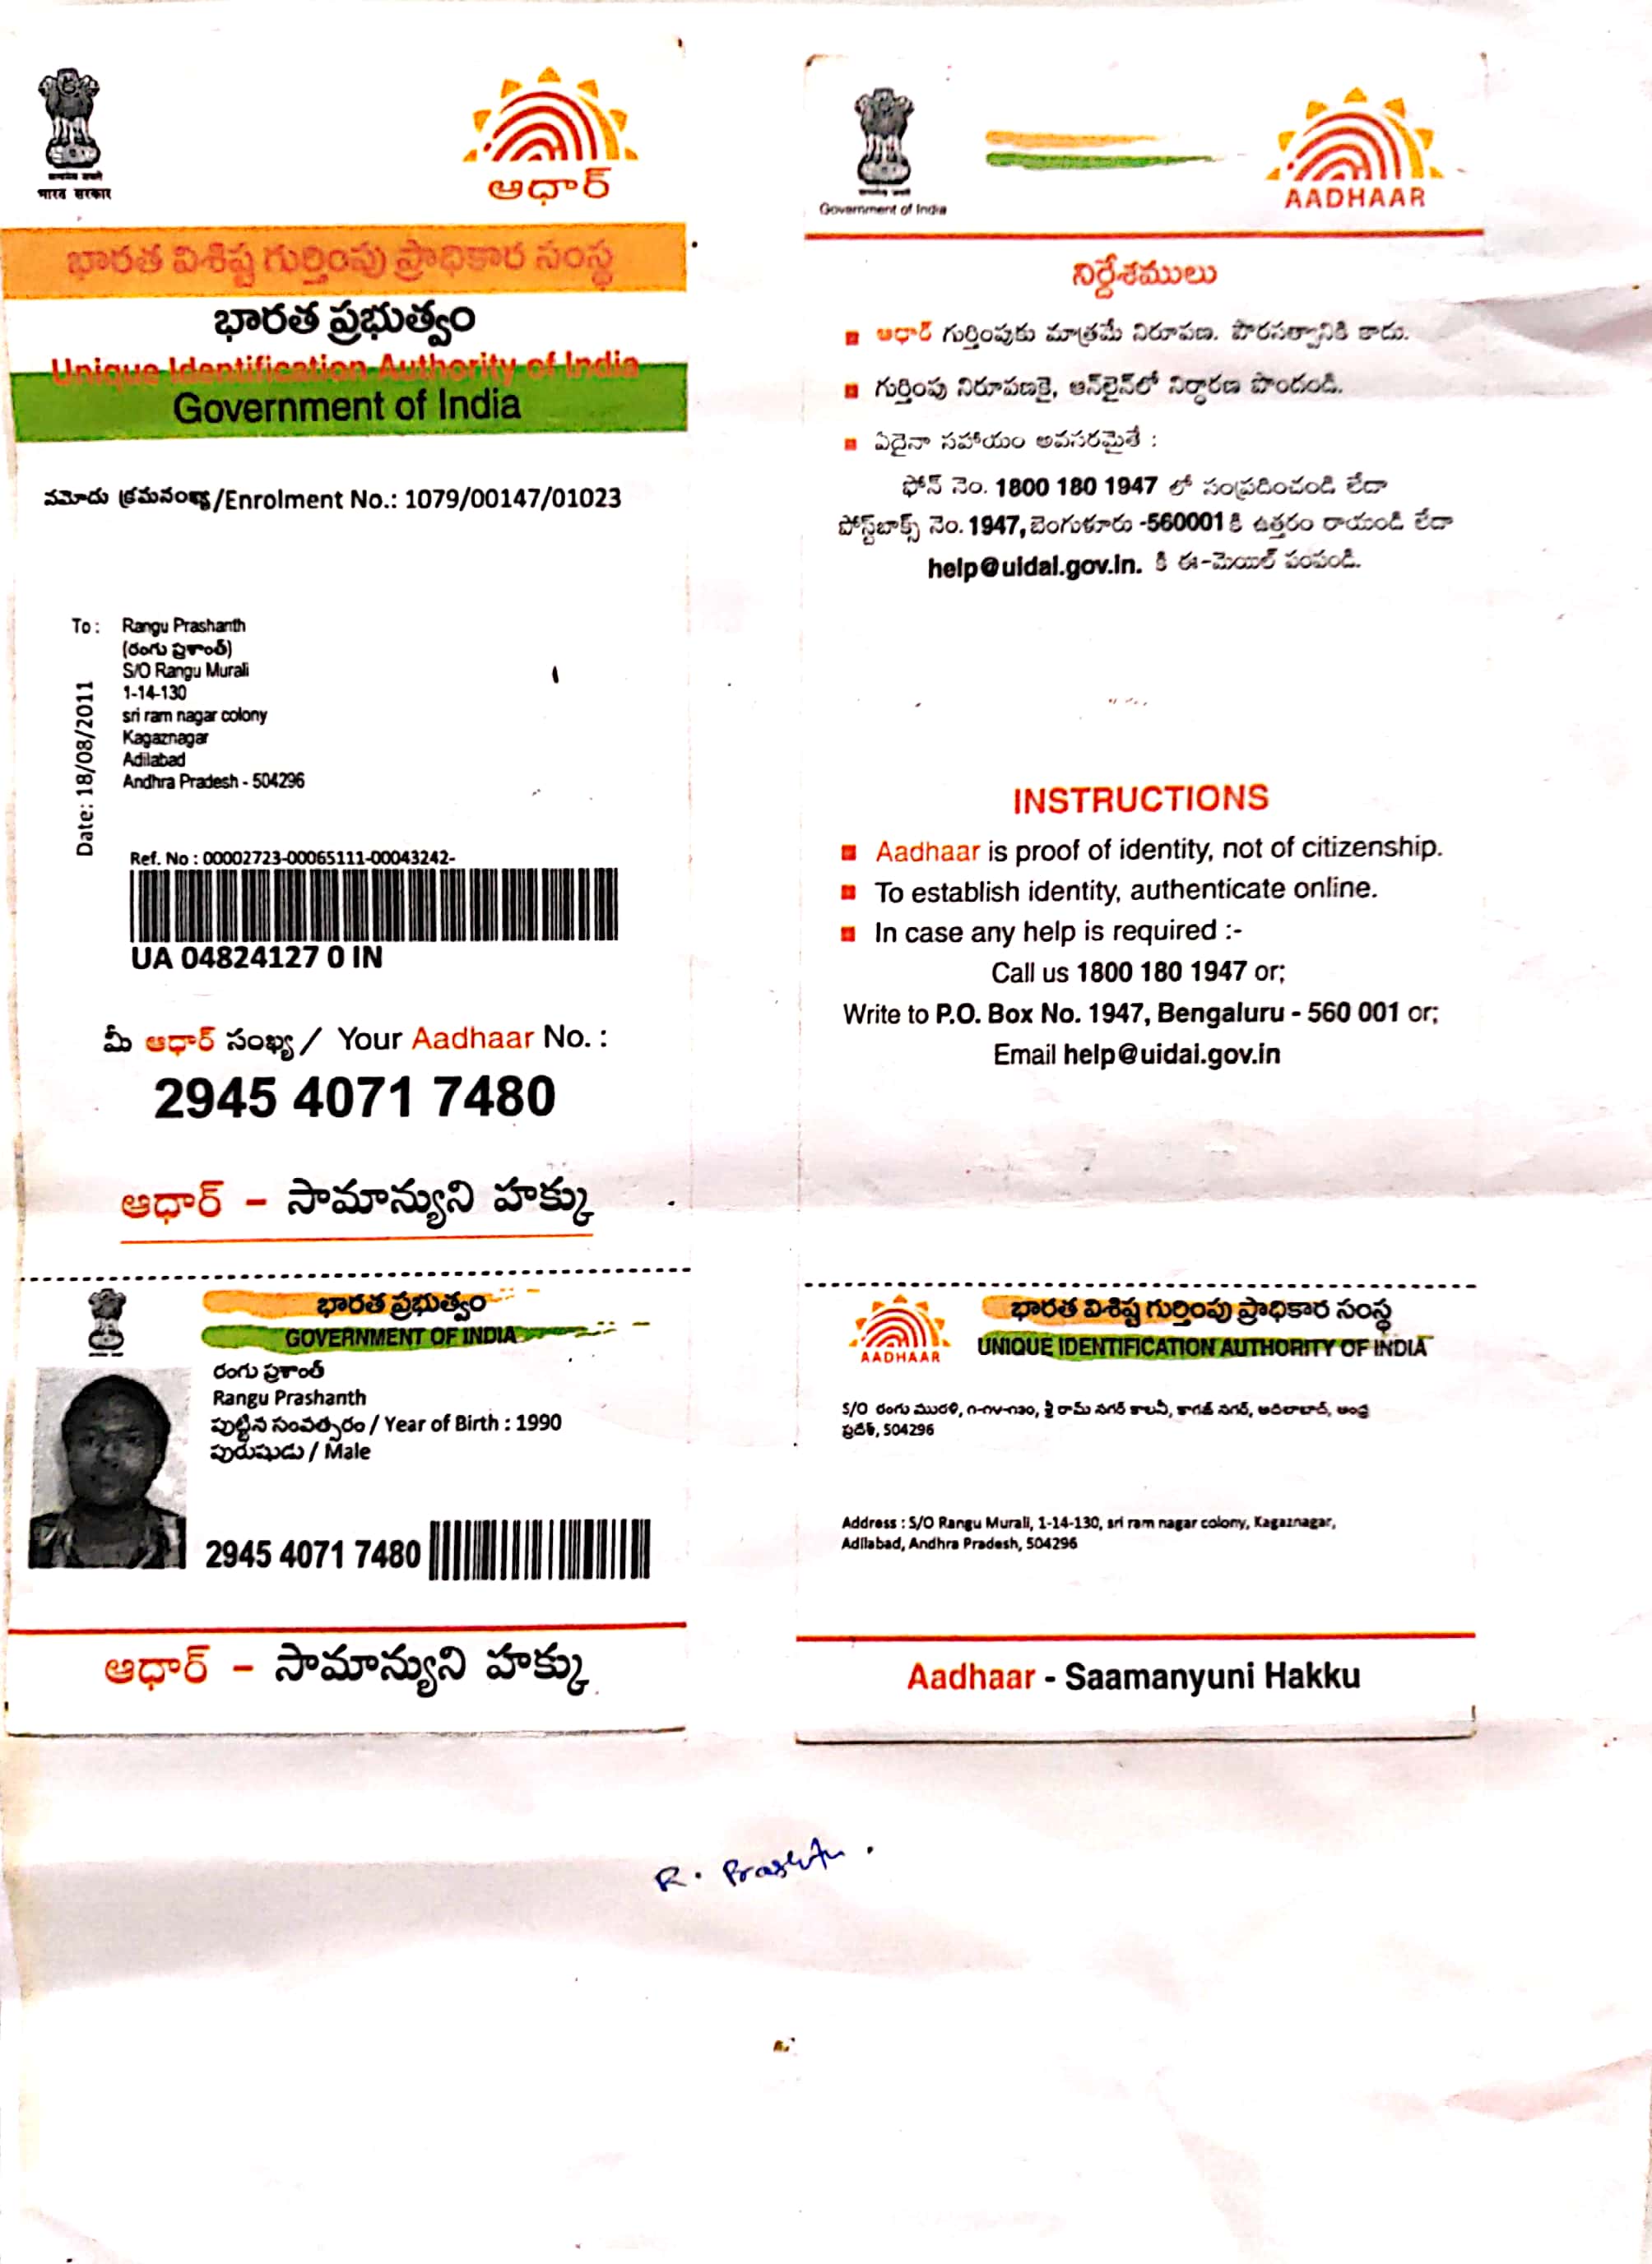 भारत सरकार
ఆధార్
భారత విశిష్ట గుర్తింపు ప్రాధికార సంస్థ
భారత ప్రభుత్వం
Unique Identification Authority of India
Government of India
నమోదు క్రమసంఖ్య/Enrolment No.: 1079/00147/01023
To: Rangu Prashanth
(రంగు ప్రశాంత్)
S/O Rangu Murali
1-14-130
sri ram nagar colony
Kagaznagar
Adilabad
Andhra Pradesh - 504296
Date: 18/08/2011
Ref. No : 00002723-00065111-00043242-
UA 04824127 0 IN
మీ ఆధార్ సంఖ్య / Your Aadhaar No. :
2945 4071 7480
ఆధార్ - సామాన్యుని హక్కు
భారత ప్రభుత్వం
GOVERNMENT OF INDIA
రంగు ప్రశాంత్
Rangu Prashanth
పుట్టిన సంవత్సరం / Year of Birth : 1990
పురుషుడు / Male
2945 4071 7480
ఆధార్ - సామాన్యుని హక్కు
Government of India
AADHAAR
నిర్దేశములు
ఆధార్ గుర్తింపుకు మాత్రమే నిరూపణ. పౌరసత్వానికి కాదు.
గుర్తింపు నిరూపణకై, ఆన్‌లైన్‌లో నిర్ధారణ పొందండి.
ఏదైనా సహాయం అవసరమైతే :
ఫోన్ నెం. 1800 180 1947 లో సంప్రదించండి లేదా
పోస్ట్‌బాక్స్ నెం. 1947, బెంగుళూరు -560001 కి ఉత్తరం రాయండి లేదా
help@uidai.gov.in. కి ఈ-మెయిల్ పంపండి.
INSTRUCTIONS
Aadhaar is proof of identity, not of citizenship.
To establish identity, authenticate online.
In case any help is required :-
Call us 1800 180 1947 or;
Write to P.O. Box No. 1947, Bengaluru - 560 001 or;
Email help@uidai.gov.in
AADHAAR
భారత విశిష్ట గుర్తింపు ప్రాధికార సంస్థ
UNIQUE IDENTIFICATION AUTHORITY OF INDIA
S/O రంగు మురళి, ౧-౧౪-౧౩౦, శ్రీ రామ్ నగర్ కాలనీ, కాగజ్ నగర్, అదిలాబాద్, ఆంధ్ర
ప్రదేశ్, 504296
Address : S/O Rangu Murali, 1-14-130, sri ram nagar colony, Kagaznagar,
Adilabad, Andhra Pradesh, 504296
Aadhaar - Saamanyuni Hakku
R. Prashath.